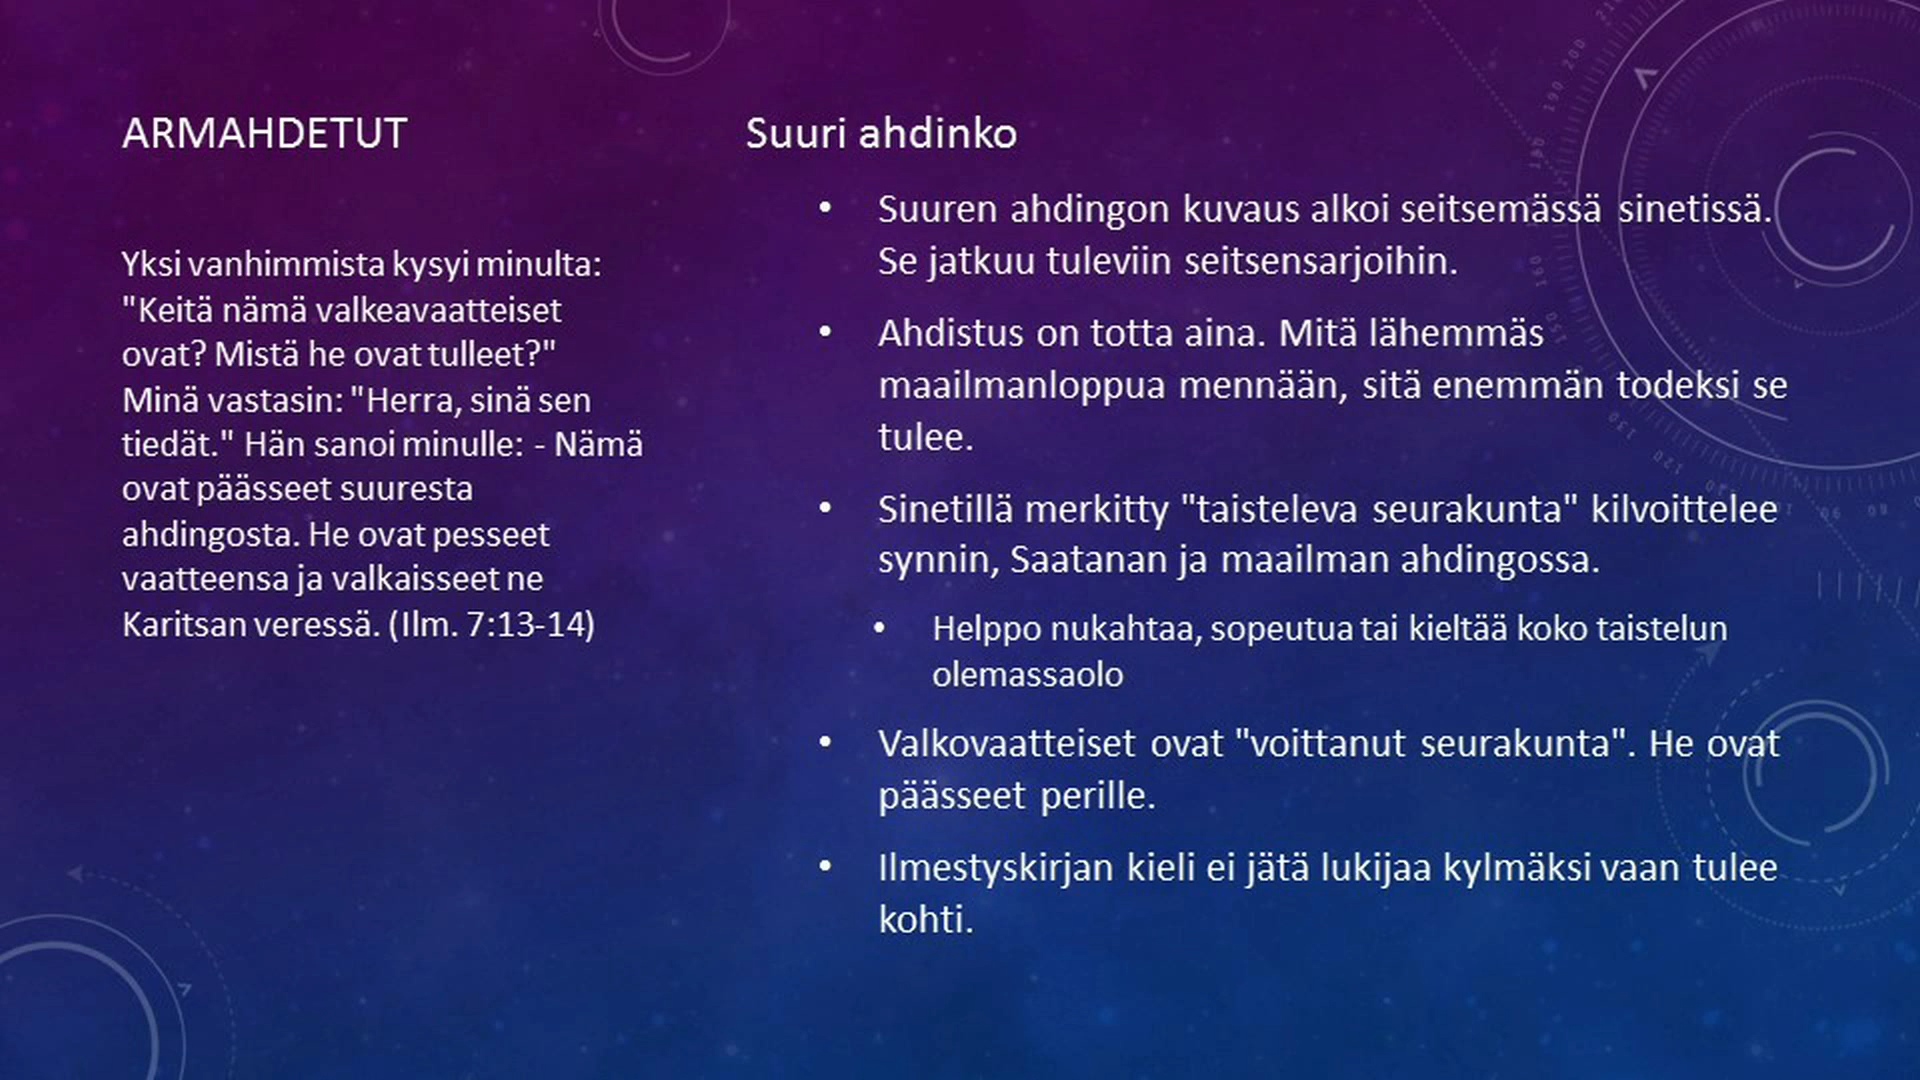 ARMAHDETUT
Yksi vanhimmista kysyi minulta:
"Keitä nämä valkeavaatteiset
ovat? Mistä he ovat tulleet?"
Minä vastasin: "Herra, sinä sen
tiedät." Hän sanoi minulle: - Nämä
ovat päässeet suuresta
ahdingosta. He ovat pesseet
vaatteensa ja valkaisseet ne
Karitsan veressä. (Ilm. 7:13-14)
Suuri ahdinko
• Suuren ahdingon kuvaus alkoi seitsemässä sinetissä.
Se jatkuu tuleviin seitsensarjoihin.
• Ahdistus on totta aina. Mitä lähemmäs
maailmanloppua mennään, sitä enemmän todeksi se
tulee.
• Sinetillä merkitty "taisteleva seurakunta" kilvoittelee
synnin, Saatanan ja maailman ahdingossa.
• Helppo nukahtaa, sopeutua tai kieltää koko taistelun
olemassaolo
• Valkovaatteiset ovat "voittanut seurakunta". He ovat
päässeet perille.
• Ilmestyskirjan kieli ei jätä lukijaa kylmäksi vaan tulee
kohti.